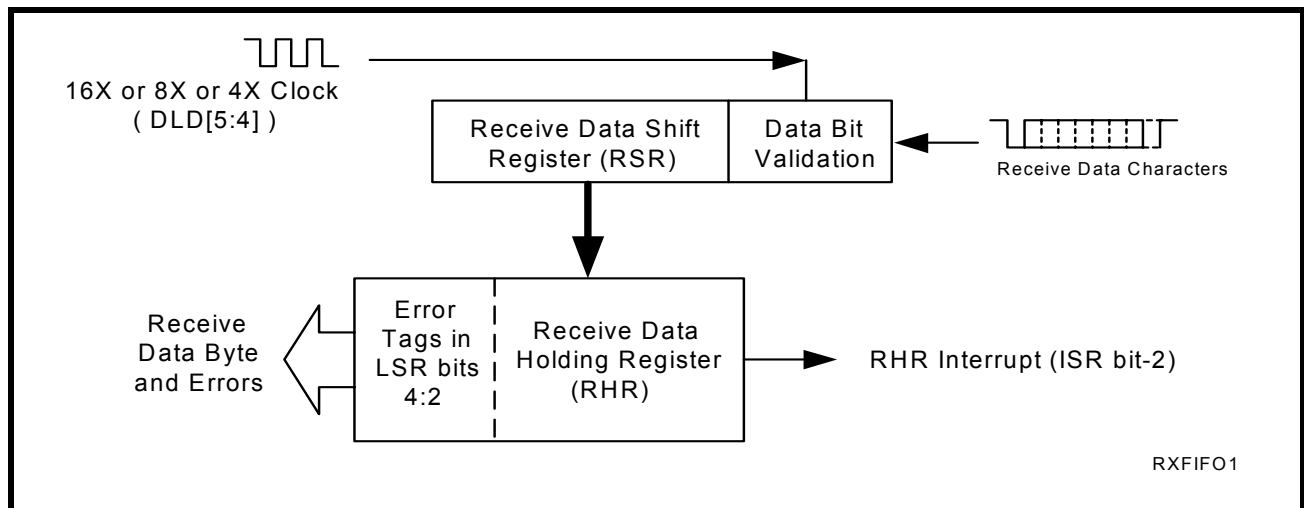 16X or 8X or 4X Clock
( DLD[5:4] )
Receive Data Shift
Register (RSR)
Data Bit
Validation
Receive Data Characters
Receive
Data Byte
and Errors
Error
Tags in
LSR bits
4:2
Receive Data
Holding Register
(RHR)
RHR Interrupt (ISR bit-2)
RXFIFO1